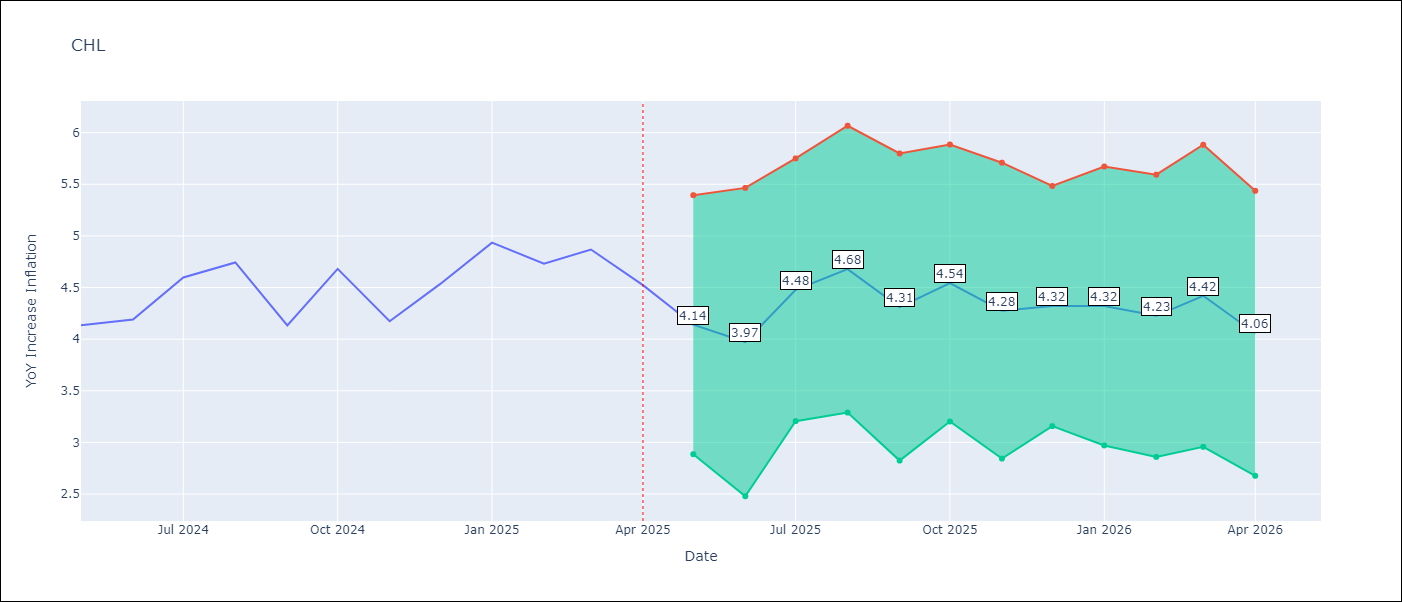 CHL
YoY Increase Inflation
6
5.5
5
4.5
4
3.5
3
2.5
4.14
3.97
4.48
4.68
4.31
4.54
4.28
4.32
4.32
4.23
4.42
4.06
Jul 2024
Oct 2024
Jan 2025
Apr 2025
Jul 2025
Oct 2025
Jan 2026
Apr 2026
Date